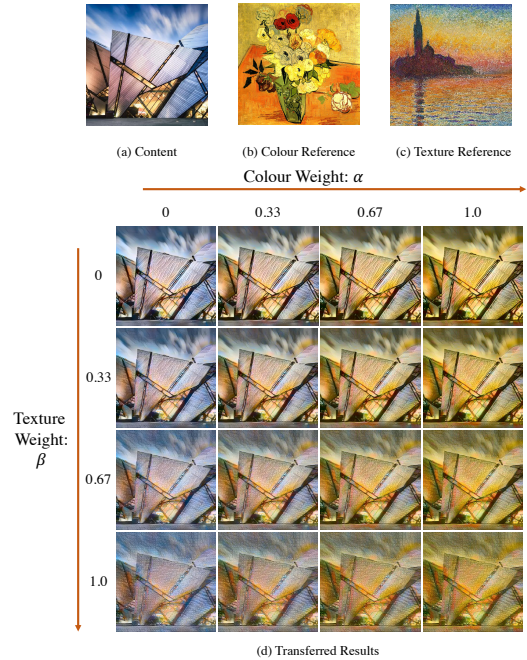 (a) Content
(b) Colour Reference
(c) Texture Reference
Colour Weight: α
0
0.33
0.67
1.0
0
0.33
Texture
Weight:
β
0.67
1.0
(d) Transferred Results